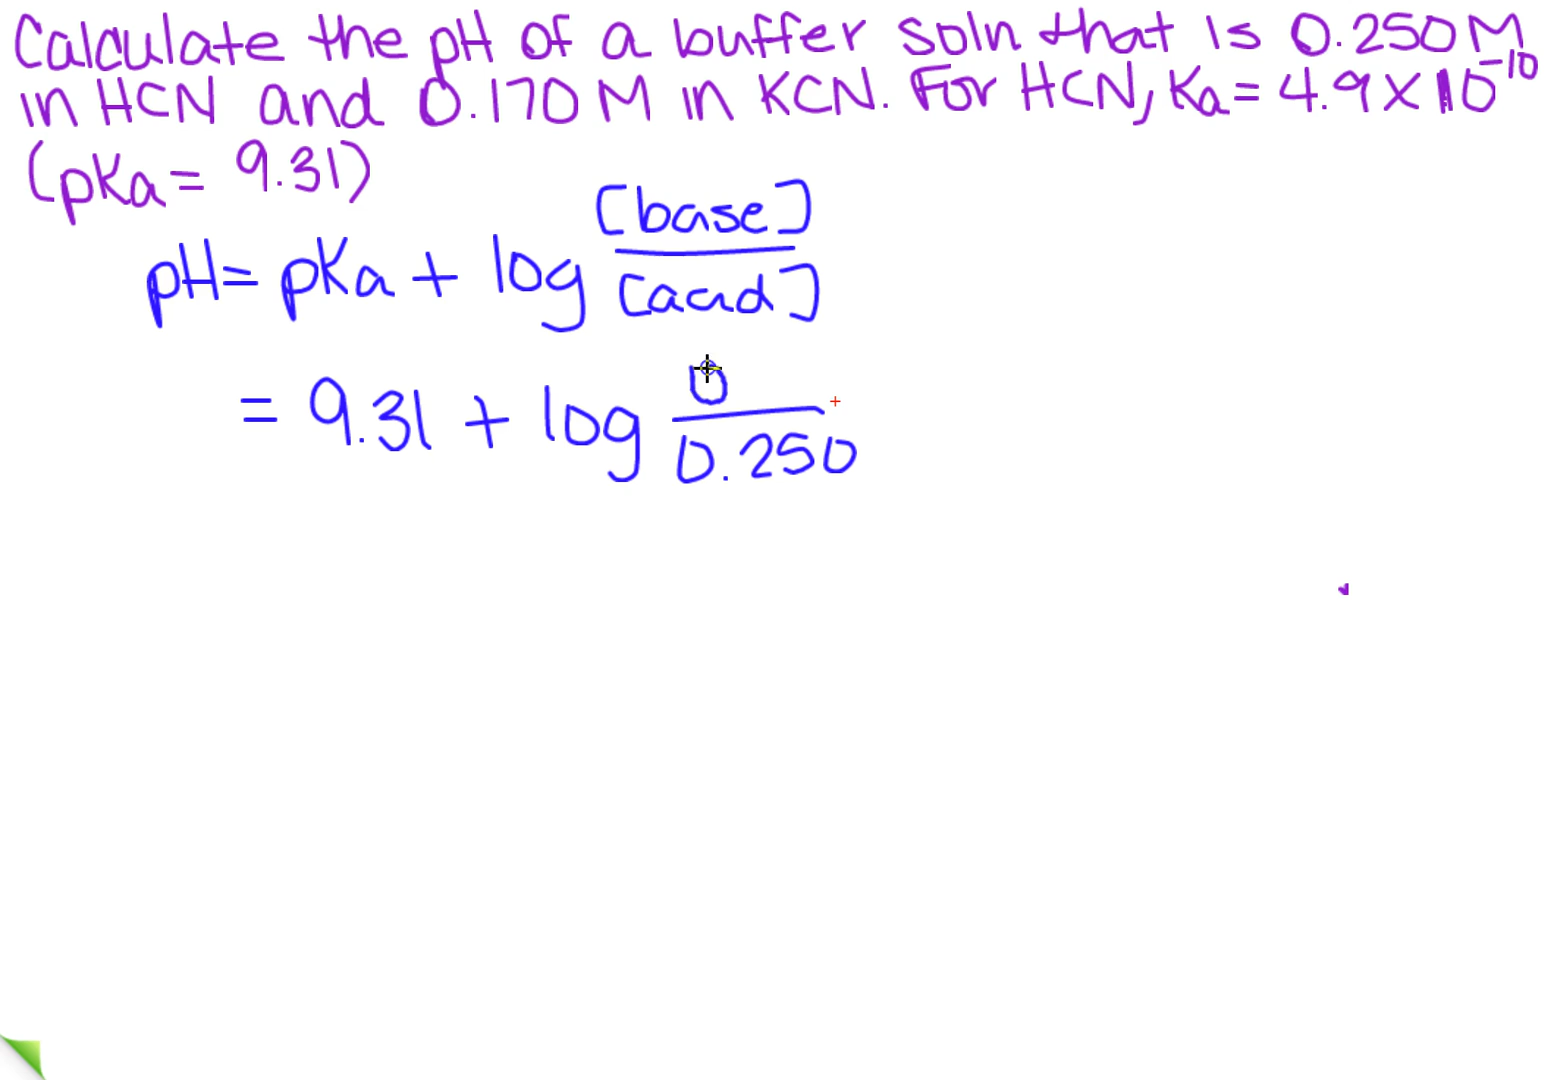 Calculate the pH of a buffer soln that is 0.250 M
in HCN and 0.170 M in KCN. For HCN, Ka = 4.9 X 10⁻¹⁰
(pKa = 9.31)
pH = pKa + log [base] / [acid]
= 9.31 + log 0 / 0.250